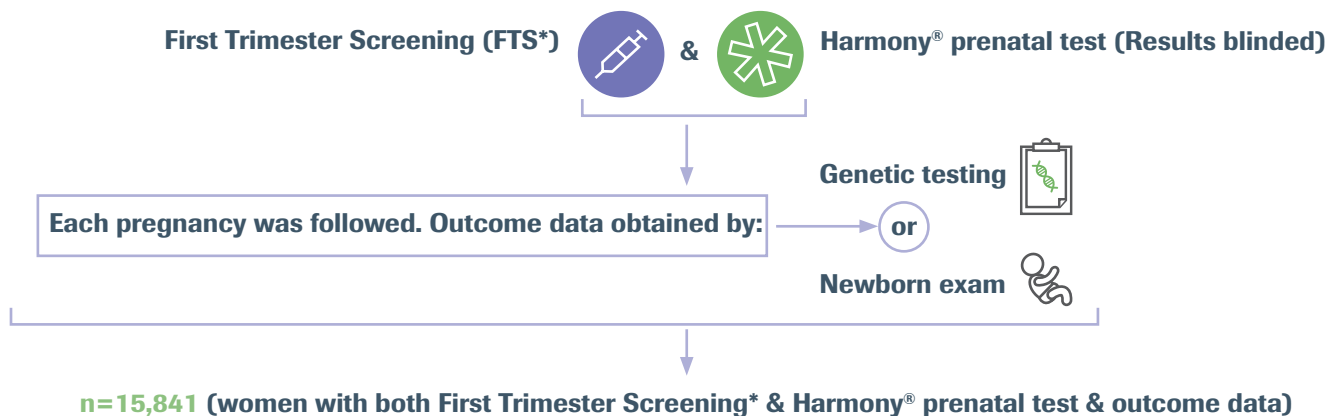 First Trimester Screening (FTS*) & Harmony® prenatal test (Results blinded)
Genetic testing
Each pregnancy was followed. Outcome data obtained by:
or
Newborn exam
n=15,841 (women with both First Trimester Screening* & Harmony® prenatal test & outcome data)